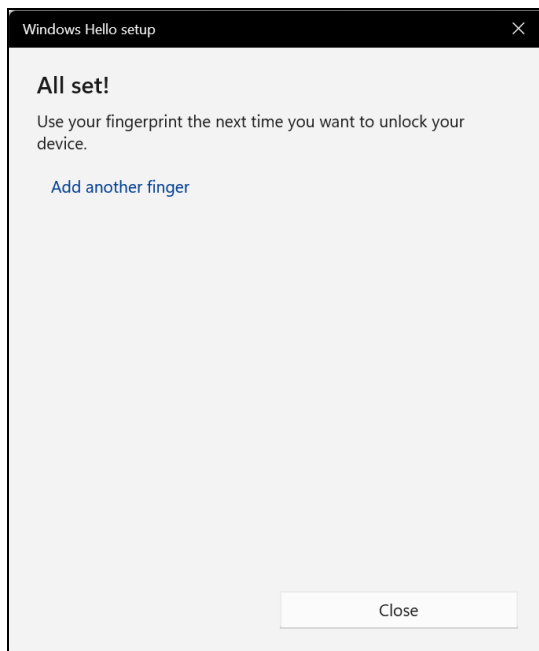 Windows Hello setup
All set!
Use your fingerprint the next time you want to unlock your
device.
Add another finger
Close